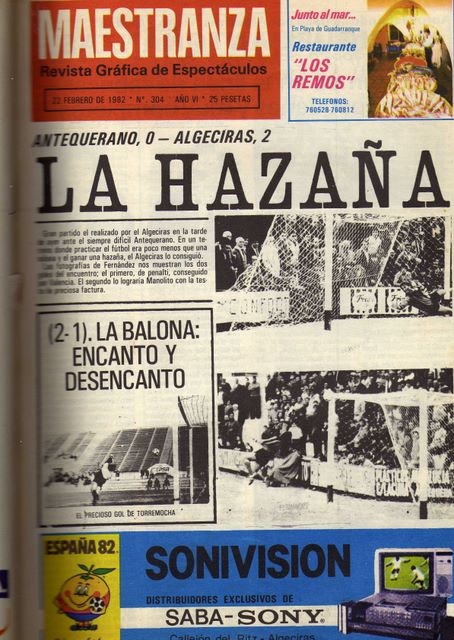 MAESTRANZA
Revista Gráfica de Espectáculos
22 FEBRERO DE 1982 * Nº. 304 * AÑO VI * 25 PESETAS
Junto al mar...
En Playa de Guadarranque
Restaurante
"LOS
REMOS"
TELEFONOS:
760528-760812
ANTEQUERANO, 0 – ALGECIRAS, 2
LA HAZAÑA
Gran partido el realizado por el Algeciras en la tarde
de ayer ante el siempre difícil Antequerano. En un te-
rreno donde practicar el fútbol era poco menos que una
y el ganar una hazaña, el Algeciras lo consiguió.
Las fotografías de Fernández nos muestran los dos
goles del encuentro; el primero, de penalti, conseguido
por Valencia. El segundo lo lograría Manolito con la tes-
ta de preciosa factura.
(2-1). LA BALONA:
ENCANTO Y
DESENCANTO
EL PRECIOSO GOL DE TORREMOCHA
ESPAÑA 82
SONIVISION
DISTRIBUIDORES EXCLUSIVOS DE
SABA-SONY
Callejón del Ritz - Algeciras